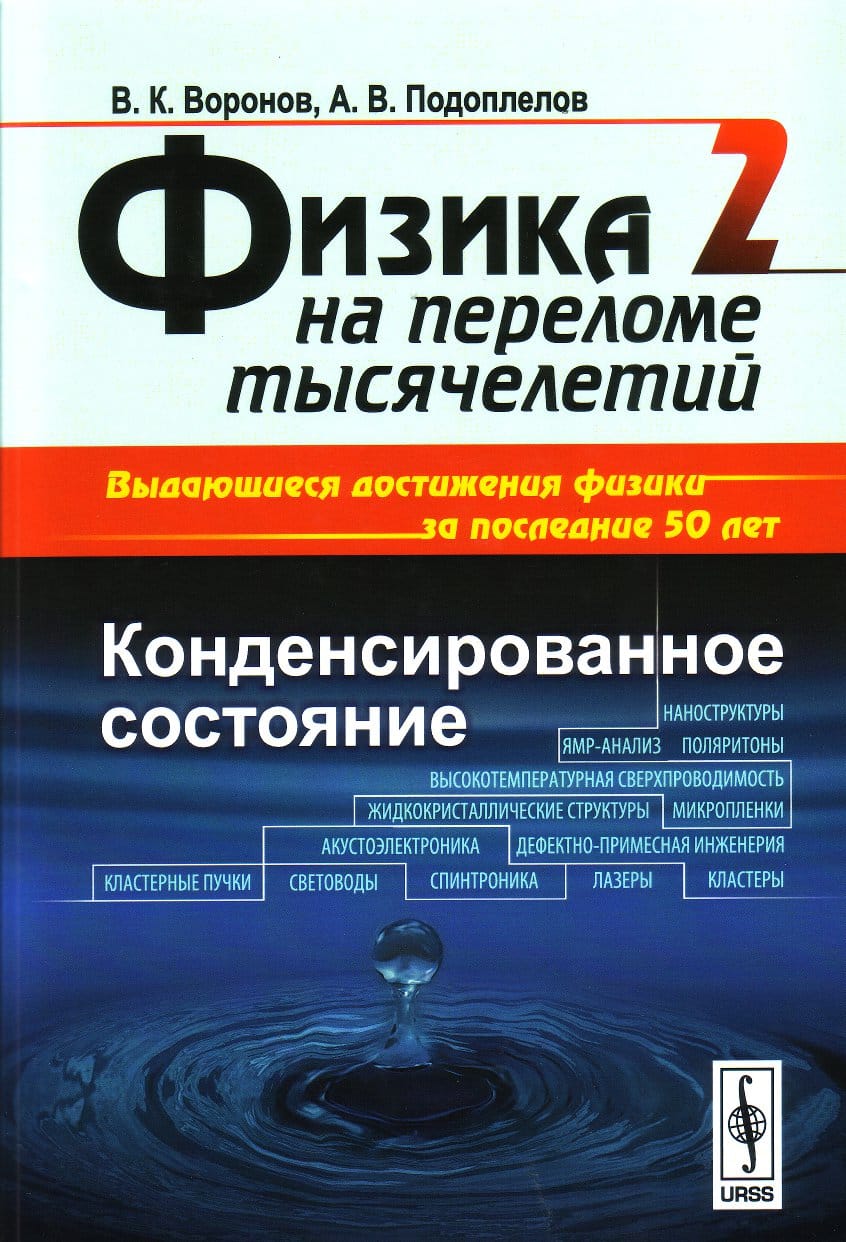 В. К. Воронов, А. В. Подоплелов
Физика 2
на переломе
тысячелетий
Выдающиеся достижения физики
за последние 50 лет
Конденсированное
состояние
НАНОСТРУКТУРЫ
ЯМР-АНАЛИЗ ПОЛЯРИТОНЫ
ВЫСОКОТЕМПЕРАТУРНАЯ СВЕРХПРОВОДИМОСТЬ
ЖИДКОКРИСТАЛЛИЧЕСКИЕ СТРУКТУРЫ МИКРОПЛЕНКИ
АКУСТОЭЛЕКТРОНИКА ДЕФЕКТНО-ПРИМЕСНАЯ ИНЖЕНЕРИЯ
КЛАСТЕРНЫЕ ПУЧКИ СВЕТОВОДЫ СПИНТРОНИКА ЛАЗЕРЫ КЛАСТЕРЫ
URSS